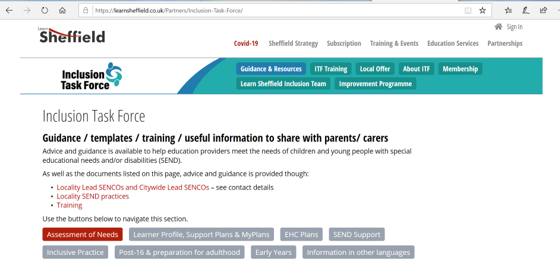 https://learnsheffield.co.uk/Partners/Inclusion-Task-Force/
Sign In
Learn
Sheffield
Covid-19 Sheffield Strategy Subscription Training & Events Education Services Partnerships
Inclusion
Task Force
Guidance & Resources ITF Training Local Offer About ITF Membership
Learn Sheffield Inclusion Team Improvement Programme
Inclusion Task Force
Guidance / templates / training / useful information to share with parents/ carers
Advice and guidance is available to help education providers meet the needs of children and young people with special
educational needs and/or disabilities (SEND).
As well as the documents listed on this page, advice and guidance is provided though:
• Locality Lead SENCOs and Citywide Lead SENCOs – see contact details
• Locality SEND practices
• Training
Use the buttons below to navigate this section.
Assessment of Needs Learner Profile, Support Plans & MyPlans EHC Plans SEND Support
Inclusive Practice Post-16 & preparation for adulthood Early Years Information in other languages